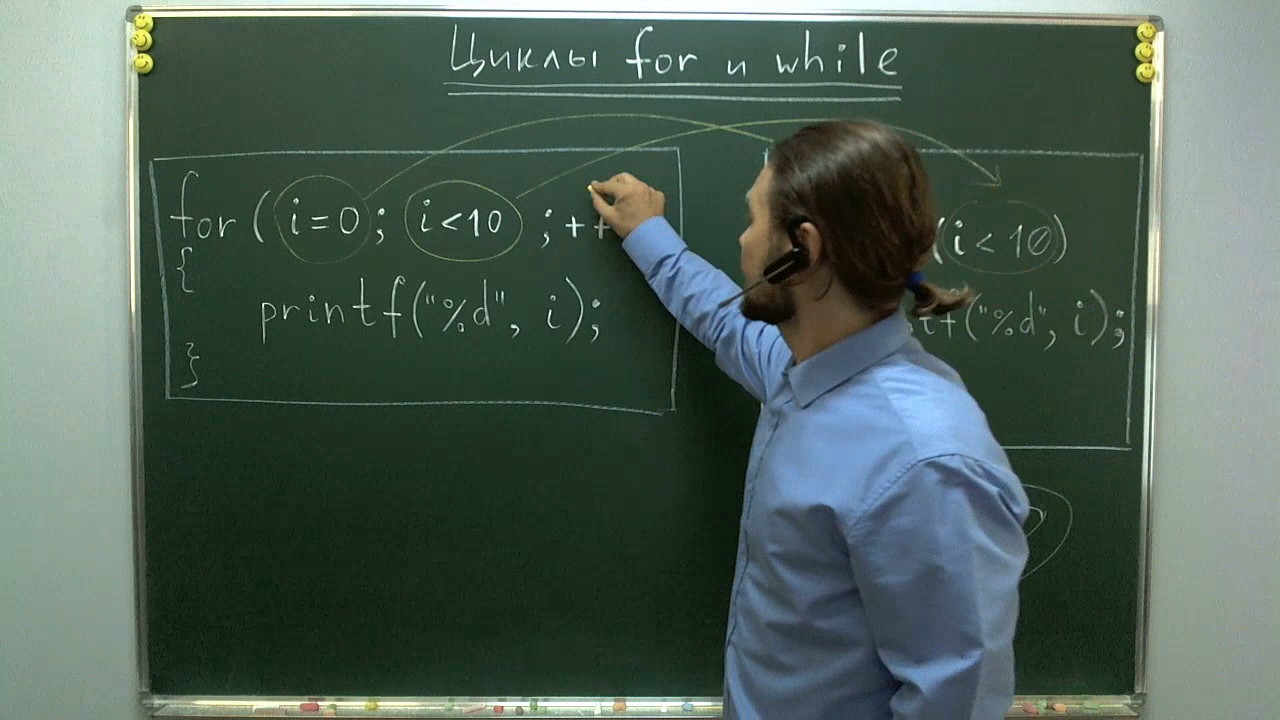 Циклы for и while
for ( i=0; i<10 ; ++
{
printf("%d", i);
}
(i < 10)
tf("%d", i);